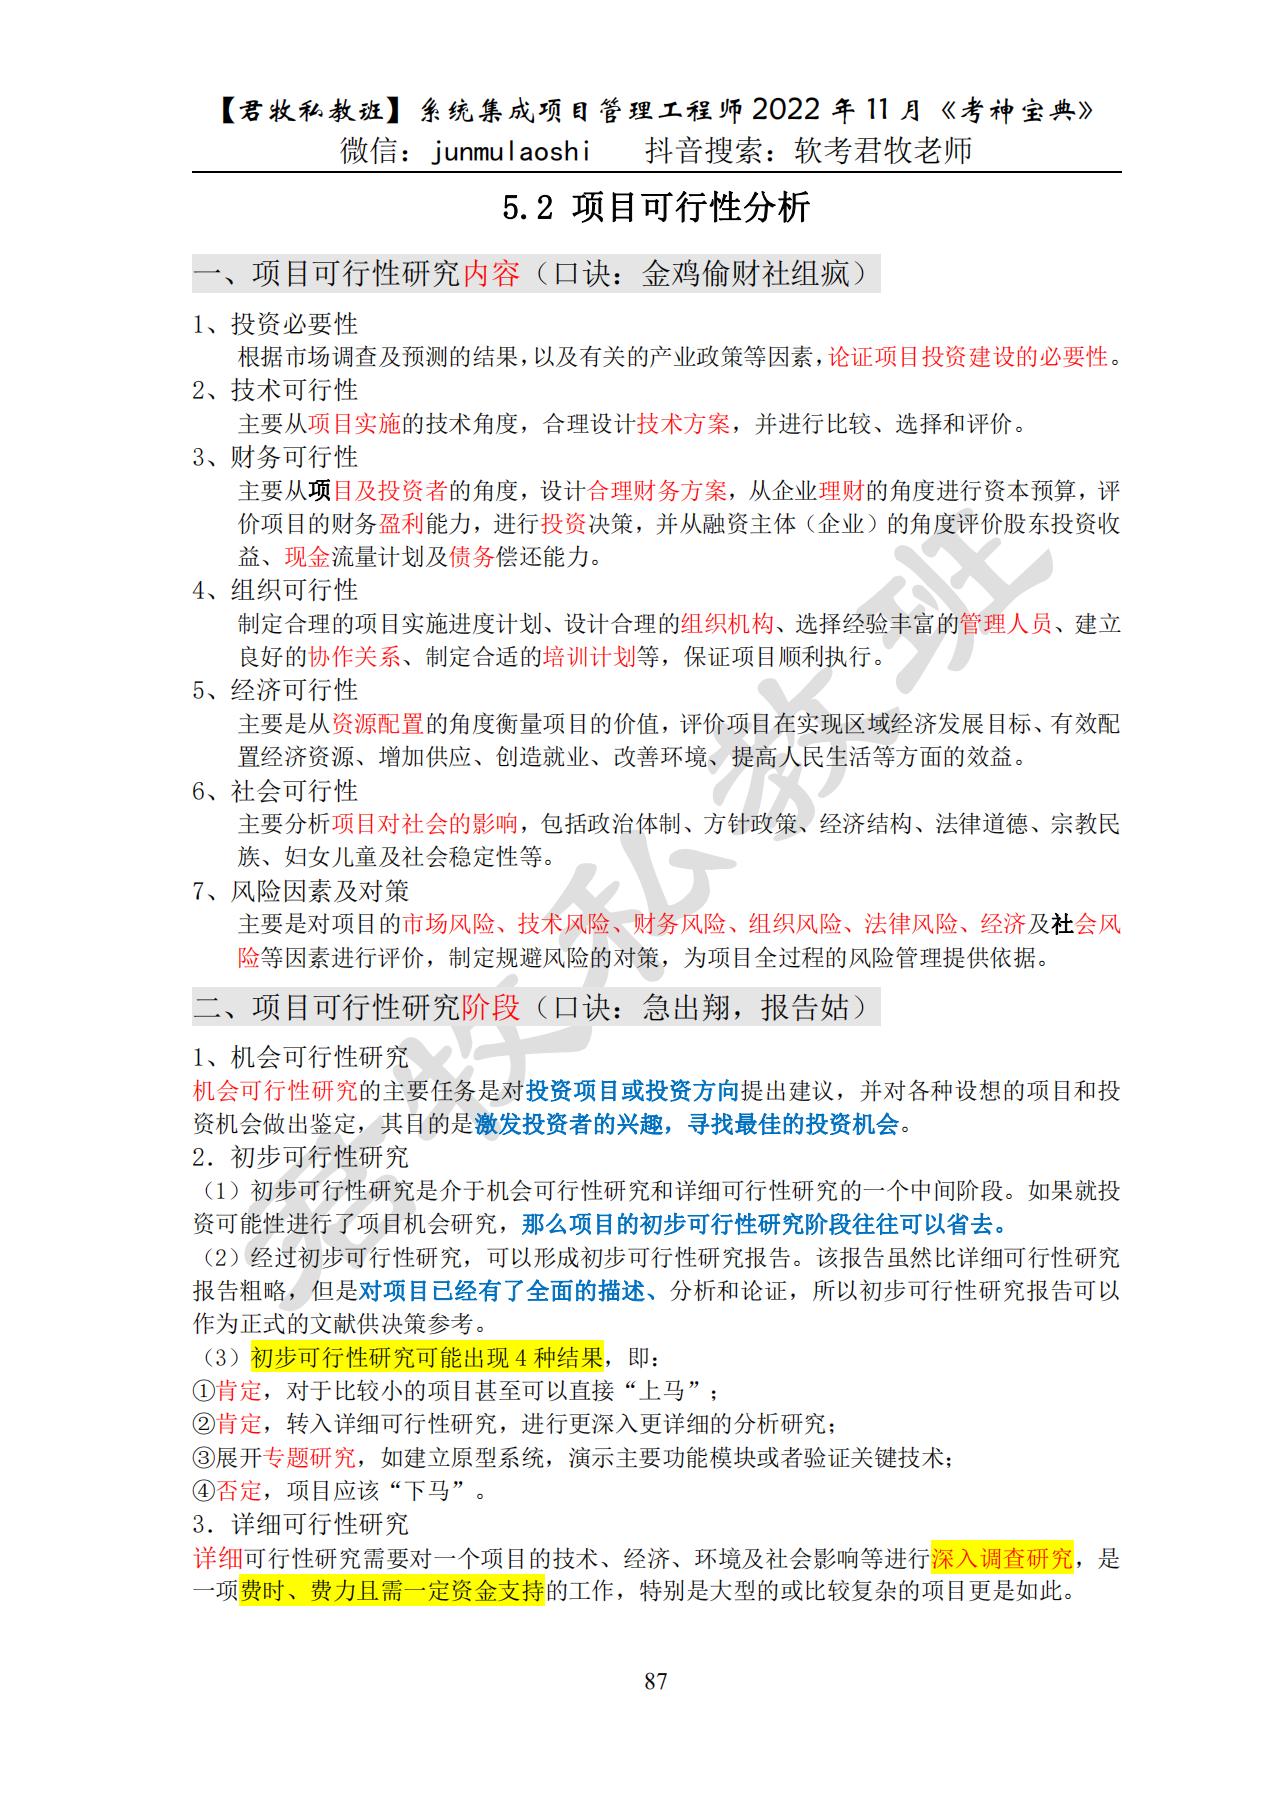 【君牧私教班】系统集成项目管理工程师 2022 年 11 月《考神宝典》
微信：junmulaoshi 抖音搜索：软考君牧老师
5.2 项目可行性分析
一、项目可行性研究内容（口诀：金鸡偷财社组疯）
1、投资必要性
根据市场调查及预测的结果，以及有关的产业政策等因素，论证项目投资建设的必要性。
2、技术可行性
主要从项目实施的技术角度，合理设计技术方案，并进行比较、选择和评价。
3、财务可行性
主要从项目及投资者的角度，设计合理财务方案，从企业理财的角度进行资本预算，评
价项目的财务盈利能力，进行投资决策，并从融资主体（企业）的角度评价股东投资收
益、现金流量计划及债务偿还能力。
4、组织可行性
制定合理的项目实施进度计划、设计合理的组织机构、选择经验丰富的管理人员、建立
良好的协作关系、制定合适的培训计划等，保证项目顺利执行。
5、经济可行性
主要是从资源配置的角度衡量项目的价值，评价项目在实现区域经济发展目标、有效配
置经济资源、增加供应、创造就业、改善环境、提高人民生活等方面的效益。
6、社会可行性
主要分析项目对社会的影响，包括政治体制、方针政策、经济结构、法律道德、宗教民
族、妇女儿童及社会稳定性等。
7、风险因素及对策
主要是对项目的市场风险、技术风险、财务风险、组织风险、法律风险、经济及社会风
险等因素进行评价，制定规避风险的对策，为项目全过程的风险管理提供依据。
二、项目可行性研究阶段（口诀：急出翔，报告姑）
1、机会可行性研究
机会可行性研究的主要任务是对投资项目或投资方向提出建议，并对各种设想的项目和投
资机会做出鉴定，其目的是激发投资者的兴趣，寻找最佳的投资机会。
2．初步可行性研究
（1）初步可行性研究是介于机会可行性研究和详细可行性研究的一个中间阶段。如果就投
资可能性进行了项目机会研究，那么项目的初步可行性研究阶段往往可以省去。
（2）经过初步可行性研究，可以形成初步可行性研究报告。该报告虽然比详细可行性研究
报告粗略，但是对项目已经有了全面的描述、分析和论证，所以初步可行性研究报告可以
作为正式的文献供决策参考。
（3）初步可行性研究可能出现 4 种结果，即：
①肯定，对于比较小的项目甚至可以直接“上马”；
②肯定，转入详细可行性研究，进行更深入更详细的分析研究；
③展开专题研究，如建立原型系统，演示主要功能模块或者验证关键技术；
④否定，项目应该“下马”。
3．详细可行性研究
详细可行性研究需要对一个项目的技术、经济、环境及社会影响等进行深入调查研究，是
一项费时、费力且需一定资金支持的工作，特别是大型的或比较复杂的项目更是如此。
87
君牧私教班